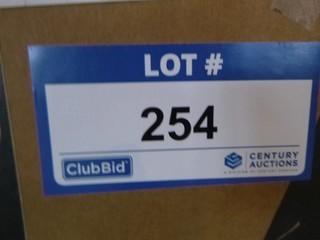 LOT #
254
ClubBid
CENTURY
AUCTIONS